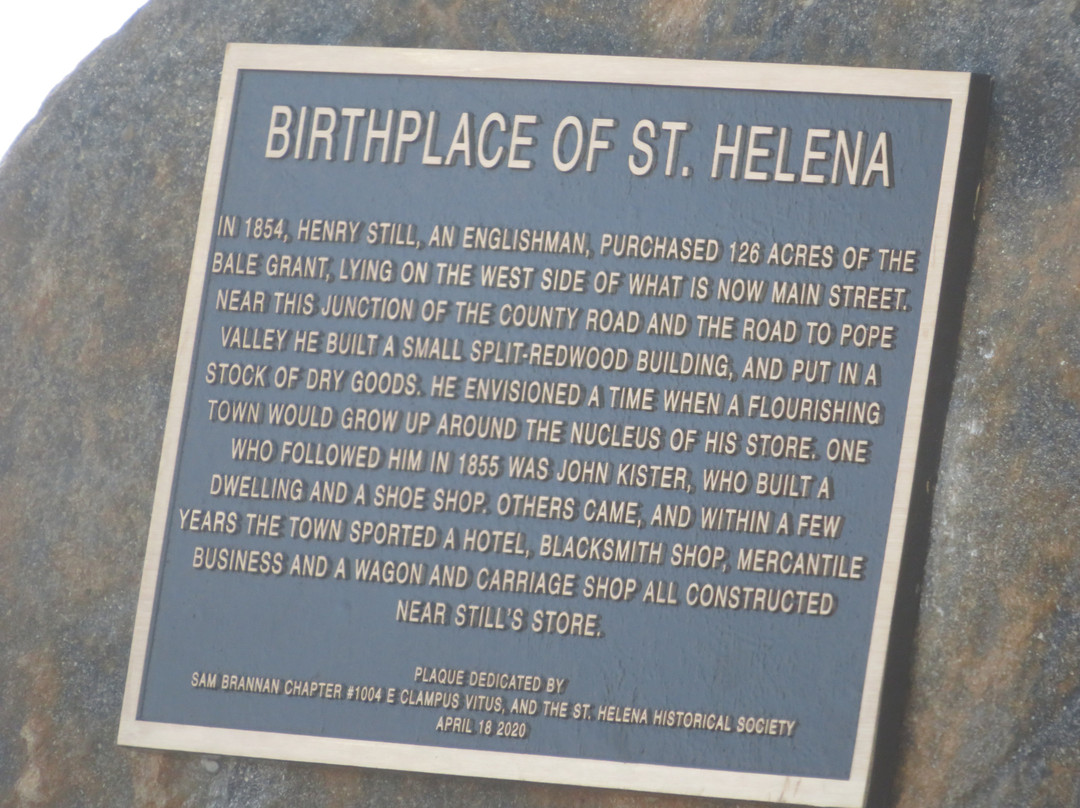 BIRTHPLACE OF ST. HELENA
IN 1854, HENRY STILL, AN ENGLISHMAN, PURCHASED 126 ACRES OF THE
BALE GRANT, LYING ON THE WEST SIDE OF WHAT IS NOW MAIN STREET.
NEAR THIS JUNCTION OF THE COUNTY ROAD AND THE ROAD TO POPE
VALLEY HE BUILT A SMALL SPLIT-REDWOOD BUILDING, AND PUT IN A
STOCK OF DRY GOODS. HE ENVISIONED A TIME WHEN A FLOURISHING
TOWN WOULD GROW UP AROUND THE NUCLEUS OF HIS STORE. ONE
WHO FOLLOWED HIM IN 1855 WAS JOHN KISTER, WHO BUILT A
DWELLING AND A SHOE SHOP. OTHERS CAME, AND WITHIN A FEW
YEARS THE TOWN SPORTED A HOTEL, BLACKSMITH SHOP, MERCANTILE
BUSINESS AND A WAGON AND CARRIAGE SHOP ALL CONSTRUCTED
NEAR STILL'S STORE.
PLAQUE DEDICATED BY
SAM BRANNAN CHAPTER #1004 E CLAMPUS VITUS, AND THE ST. HELENA HISTORICAL SOCIETY
APRIL 18 2020